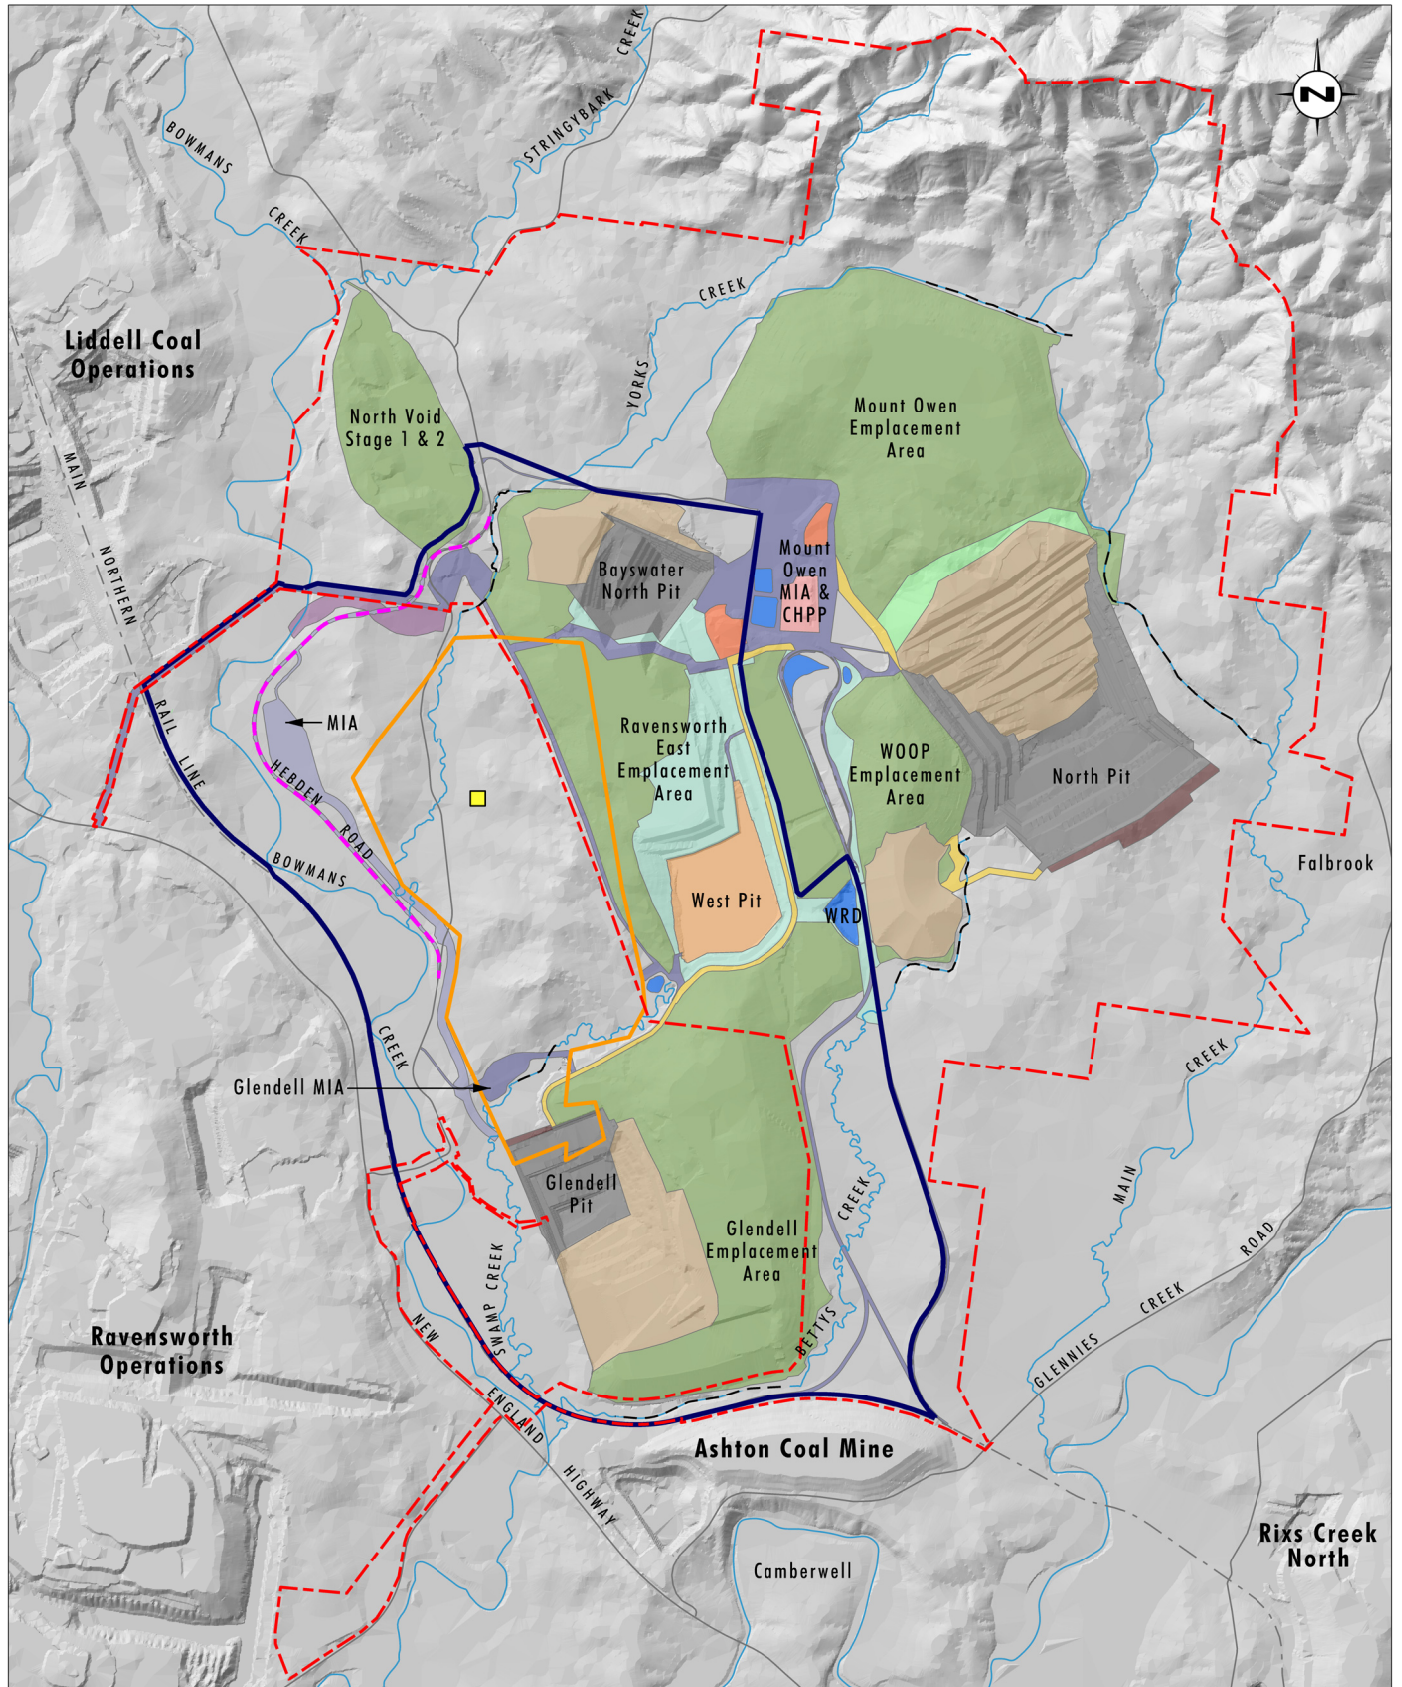 CREEK
STRINGYBARK
BOWMANS
CREEK
N
CREEK
YORKS
Liddell Coal
Operations
North Void
Stage 1 & 2
Mount Owen
Emplacement
Area
MAIN
NORTHERN
RAIL
LINE
Bayswater
North Pit
Mount
Owen
MIA &
CHPP
MIA
HEBDEN
ROAD
BOWMANS
CREEK
Ravensworth
East
Emplacement
Area
WOOP
Emplacement
Area
North Pit
Falbrook
West Pit
WRD
Glendell MIA
CREEK
MAIN
Glendell
Pit
CREEK
BETTYS
Glendell
Emplacement
Area
SWAMP CREEK
ROAD
CREEK
GLENNIES
Ravensworth
Operations
NEW
ENGLAND
HIGHWAY
Ashton Coal Mine
Camberwell
Rixs Creek
North